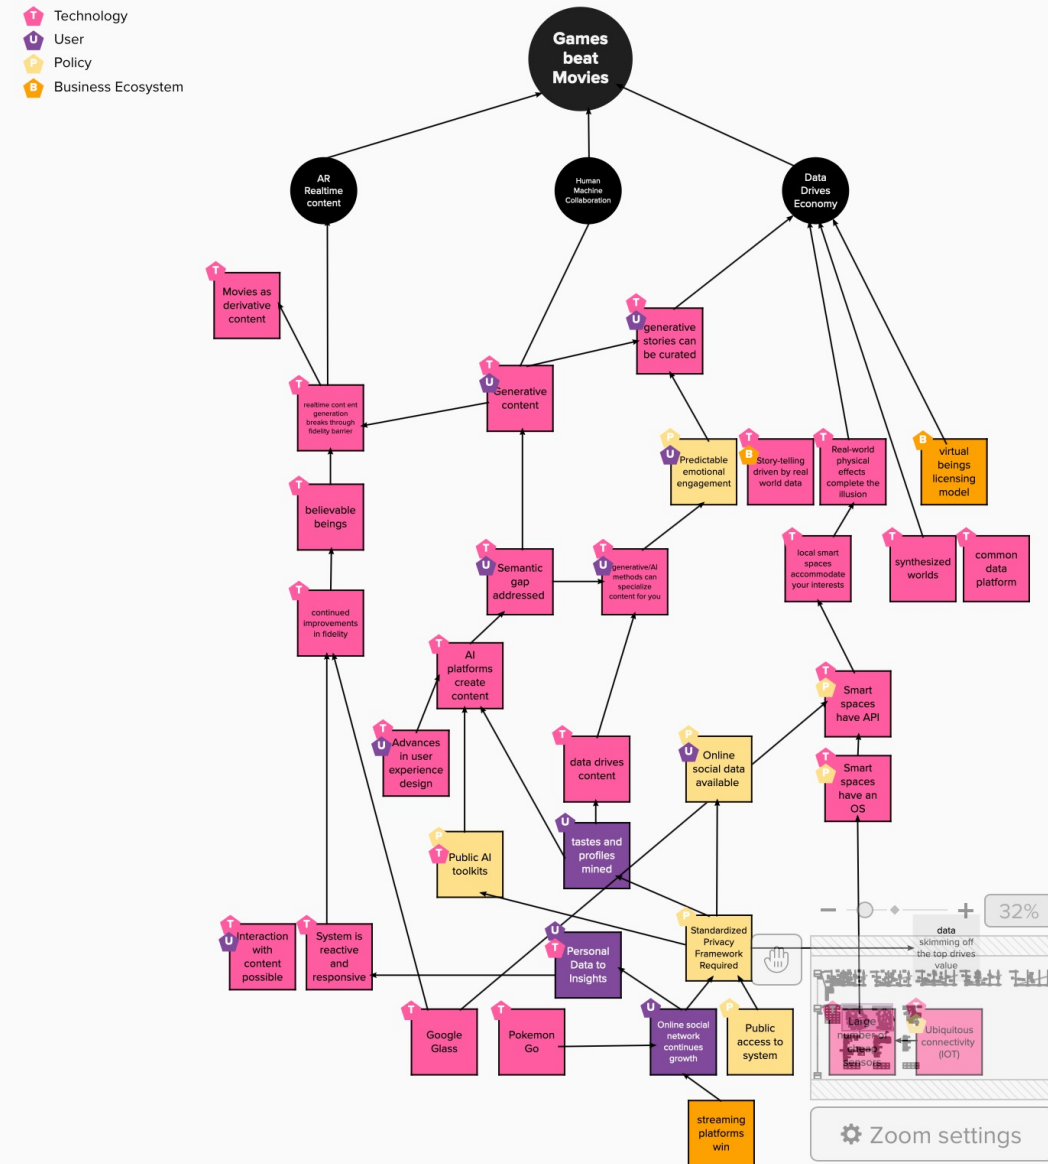 T Technology
U User
P Policy
B Business Ecosystem
Games
beat
Movies
AR
Realtime
content
Human
Machine
Collaboration
Data
Drives
Economy
T
Movies as
derivative
content
T
U
generative
stories can
be curated
T
U
Generative
content
T
realtime cont ent
generation
breaks through
fidelity barrier
P
U
Predictable
emotional
engagement
T
B
Story-telling
driven by real
world data
T
Real-world
physical
effects
complete the
illusion
B
virtual
beings
licensing
model
T
believable
beings
T
U
Semantic
gap
addressed
T
U
generative/AI
methods can
specialize
content for you
T
local smart
spaces
accommodate
your interests
T
synthesized
worlds
T
common
data
platform
T
continued
improvements
in fidelity
T
AI
platforms
create
content
T
P
Smart
spaces
have API
T
U
Advances
in user
experience
design
T
data drives
content
P
U
Online
social data
available
T
P
Smart
spaces
have an
OS
P
T
Public AI
toolkits
U
tastes and
profiles
mined
T
U
Interaction
with
content
possible
T
System is
reactive
and
responsive
U
T
Personal
Data to
Insights
P
Standardized
Privacy
Framework
Required
32%
data
skimming off
the top drives
value
T
Google
Glass
T
Pokemon
Go
U
Online social
network
continues
growth
P
Public
access to
system
Large
number of
cheap
sensors
Ubiquitous
connectivity
(IOT)
streaming
platforms
win
Zoom settings